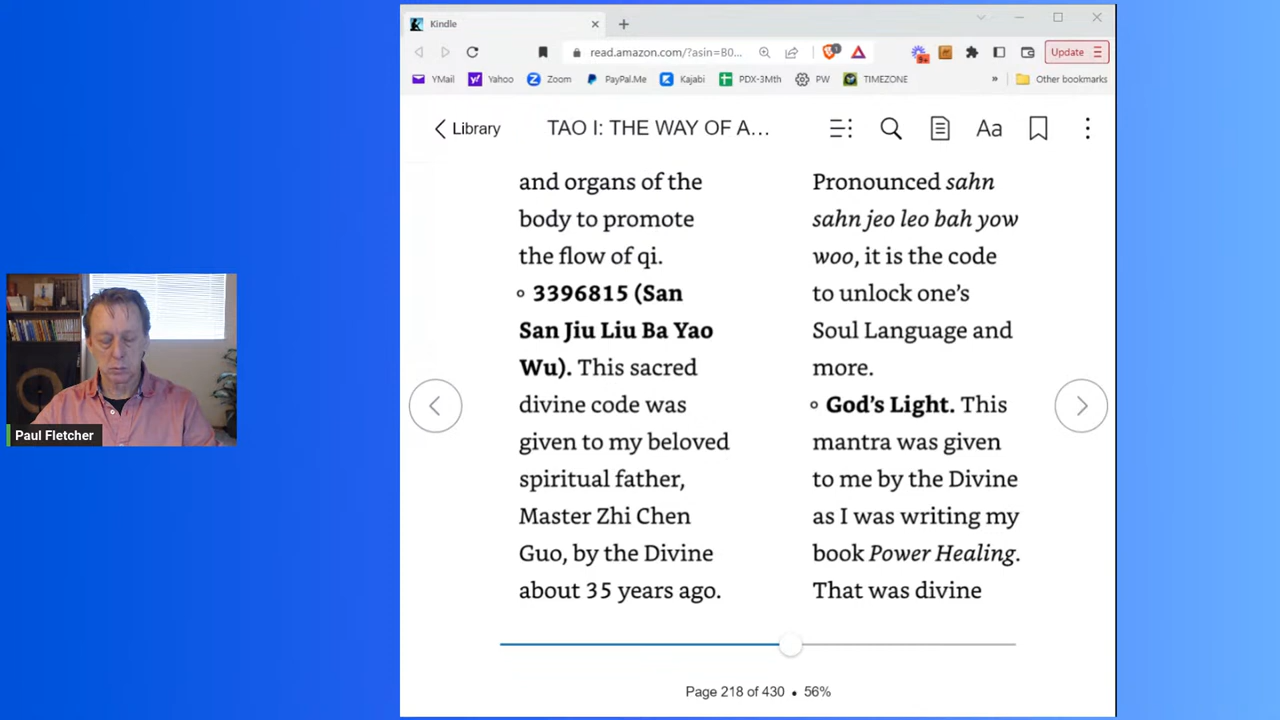 Kindle
read.amazon.com/?asin=B0...
1
9+
Update
YMail
Yahoo
Zoom
PayPal.Me
Kajabi
PDX-3Mth
PW
TIMEZONE
»
Other bookmarks
Library
TAO I: THE WAY OF A...
Aa
and organs of the
body to promote
the flow of qi.
◦ 3396815 (San
San Jiu Liu Ba Yao
Wu). This sacred
divine code was
given to my beloved
spiritual father,
Master Zhi Chen
Guo, by the Divine
about 35 years ago.
Pronounced sahn
sahn jeo leo bah yow
woo, it is the code
to unlock one’s
Soul Language and
more.
◦ God’s Light. This
mantra was given
to me by the Divine
as I was writing my
book Power Healing.
That was divine
Page 218 of 430 • 56%
Paul Fletcher